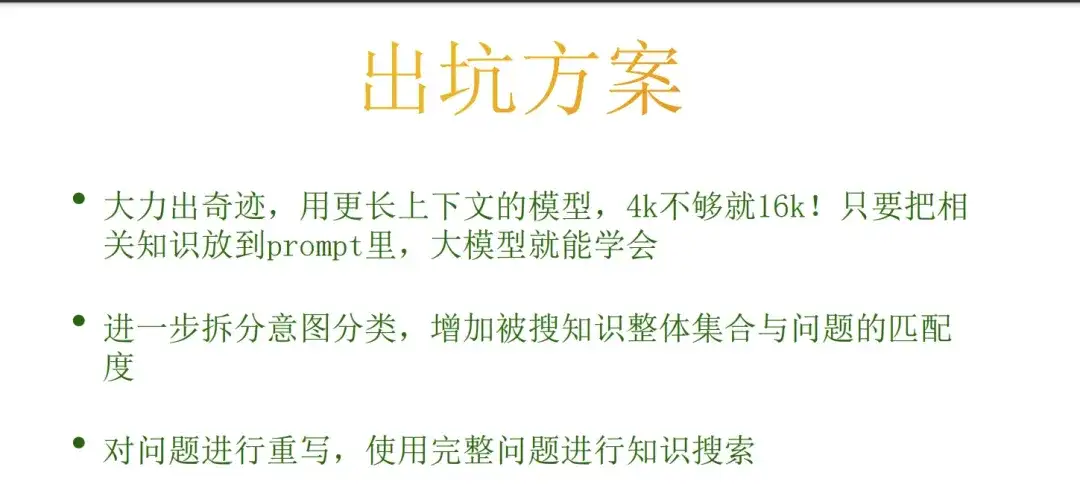 出坑方案
• 大力出奇迹，用更长上下文的模型，4k不够就16k！只要把相
关知识放到prompt里，大模型就能学会
• 进一步拆分意图分类，增加被搜知识整体集合与问题的匹配
度
• 对问题进行重写，使用完整问题进行知识搜索